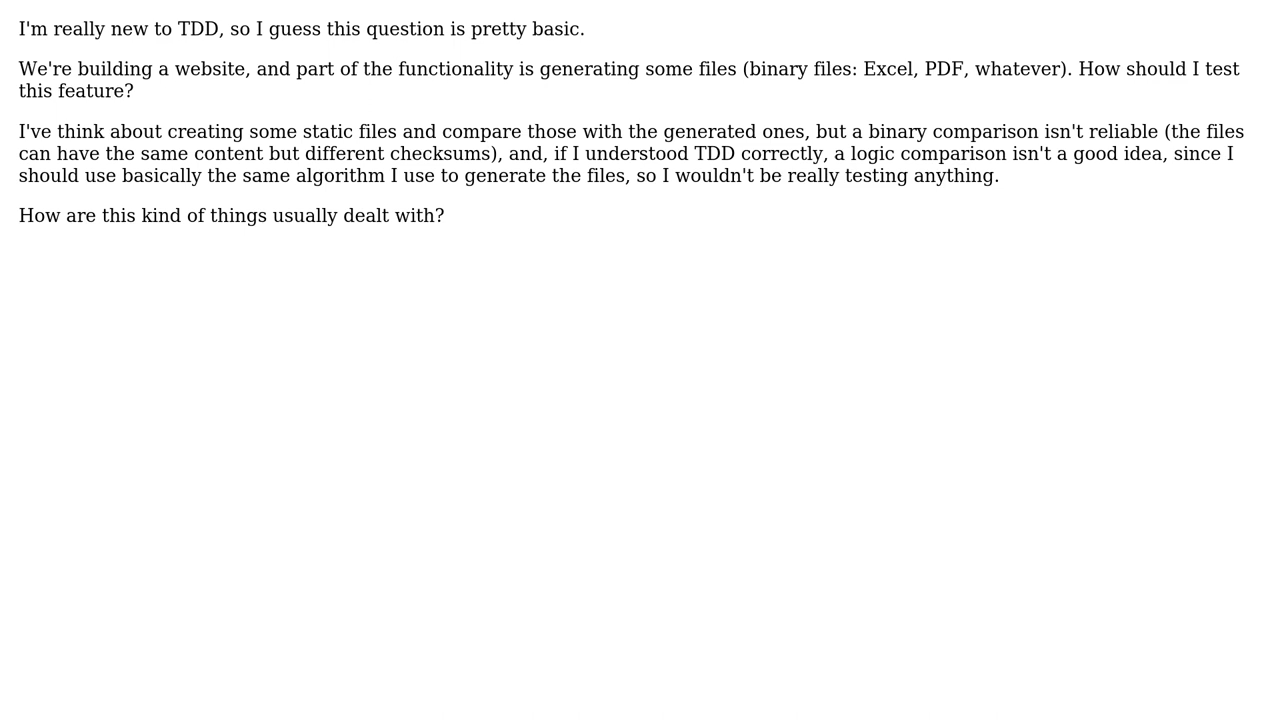 I'm really new to TDD, so I guess this question is pretty basic.
We're building a website, and part of the functionality is generating some files (binary files: Excel, PDF, whatever). How should I test
this feature?
I've think about creating some static files and compare those with the generated ones, but a binary comparison isn't reliable (the files
can have the same content but different checksums), and, if I understood TDD correctly, a logic comparison isn't a good idea, since I
should use basically the same algorithm I use to generate the files, so I wouldn't be really testing anything.
How are this kind of things usually dealt with?